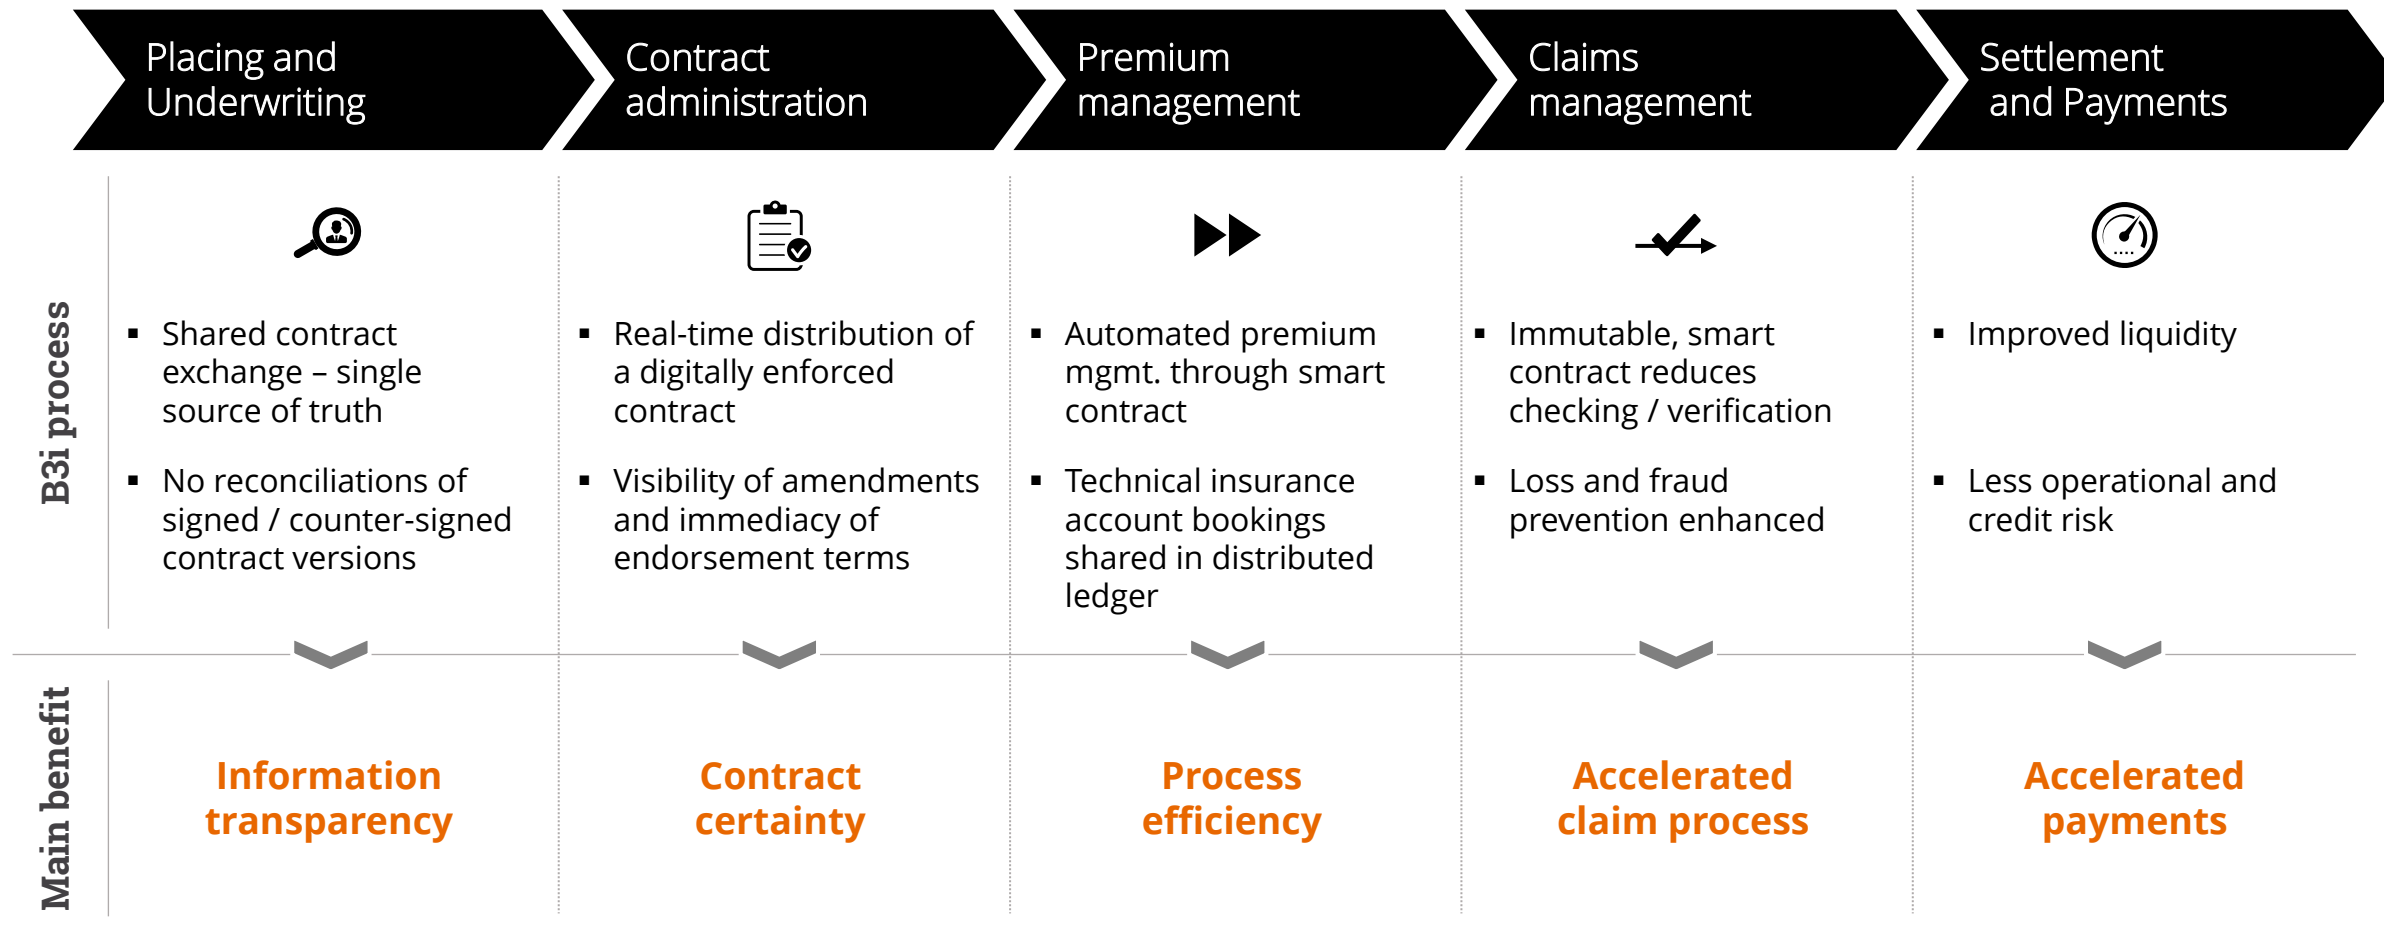 Placing and
Underwriting
Contract
administration
Premium
management
Claims
management
Settlement
and Payments
B3i process
▪ Shared contract
exchange – single
source of truth
▪ No reconciliations of
signed / counter-signed
contract versions
▪ Real-time distribution of
a digitally enforced
contract
▪ Visibility of amendments
and immediacy of
endorsement terms
▪ Automated premium
mgmt. through smart
contract
▪ Technical insurance
account bookings
shared in distributed
ledger
▪ Immutable, smart
contract reduces
checking / verification
▪ Loss and fraud
prevention enhanced
▪ Improved liquidity
▪ Less operational and
credit risk
Main benefit
Information
transparency
Contract
certainty
Process
efficiency
Accelerated
claim process
Accelerated
payments